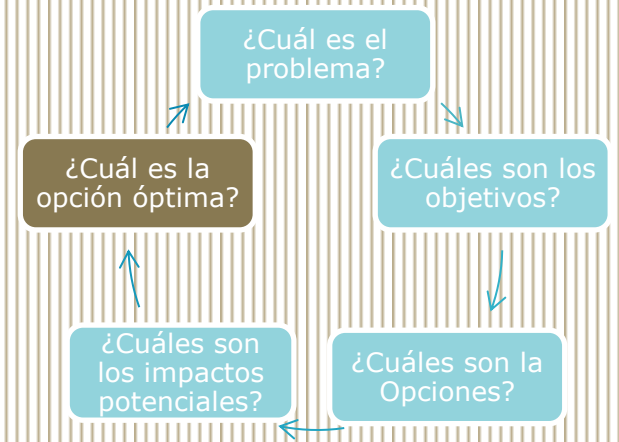 ¿Cuál es el
problema?
¿Cuáles son los
objetivos?
¿Cuáles son la
Opciones?
¿Cuáles son
los impactos
potenciales?
¿Cuál es la
opción óptima?